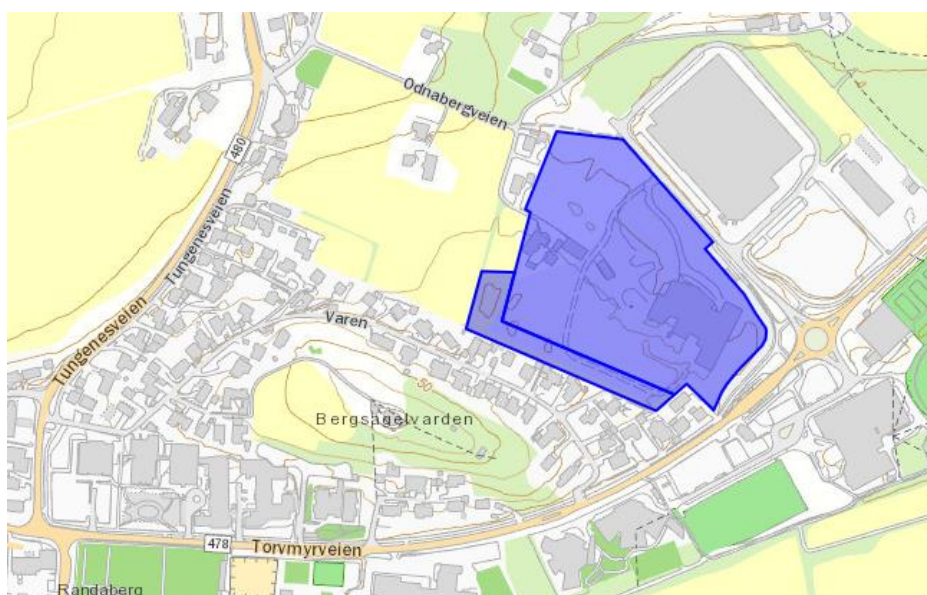 Odnabergveien
480
Tungenesveien
Tungenesveien
Varen
50
Bergsagelvarden
478
Torvmyrveien
Randaberg